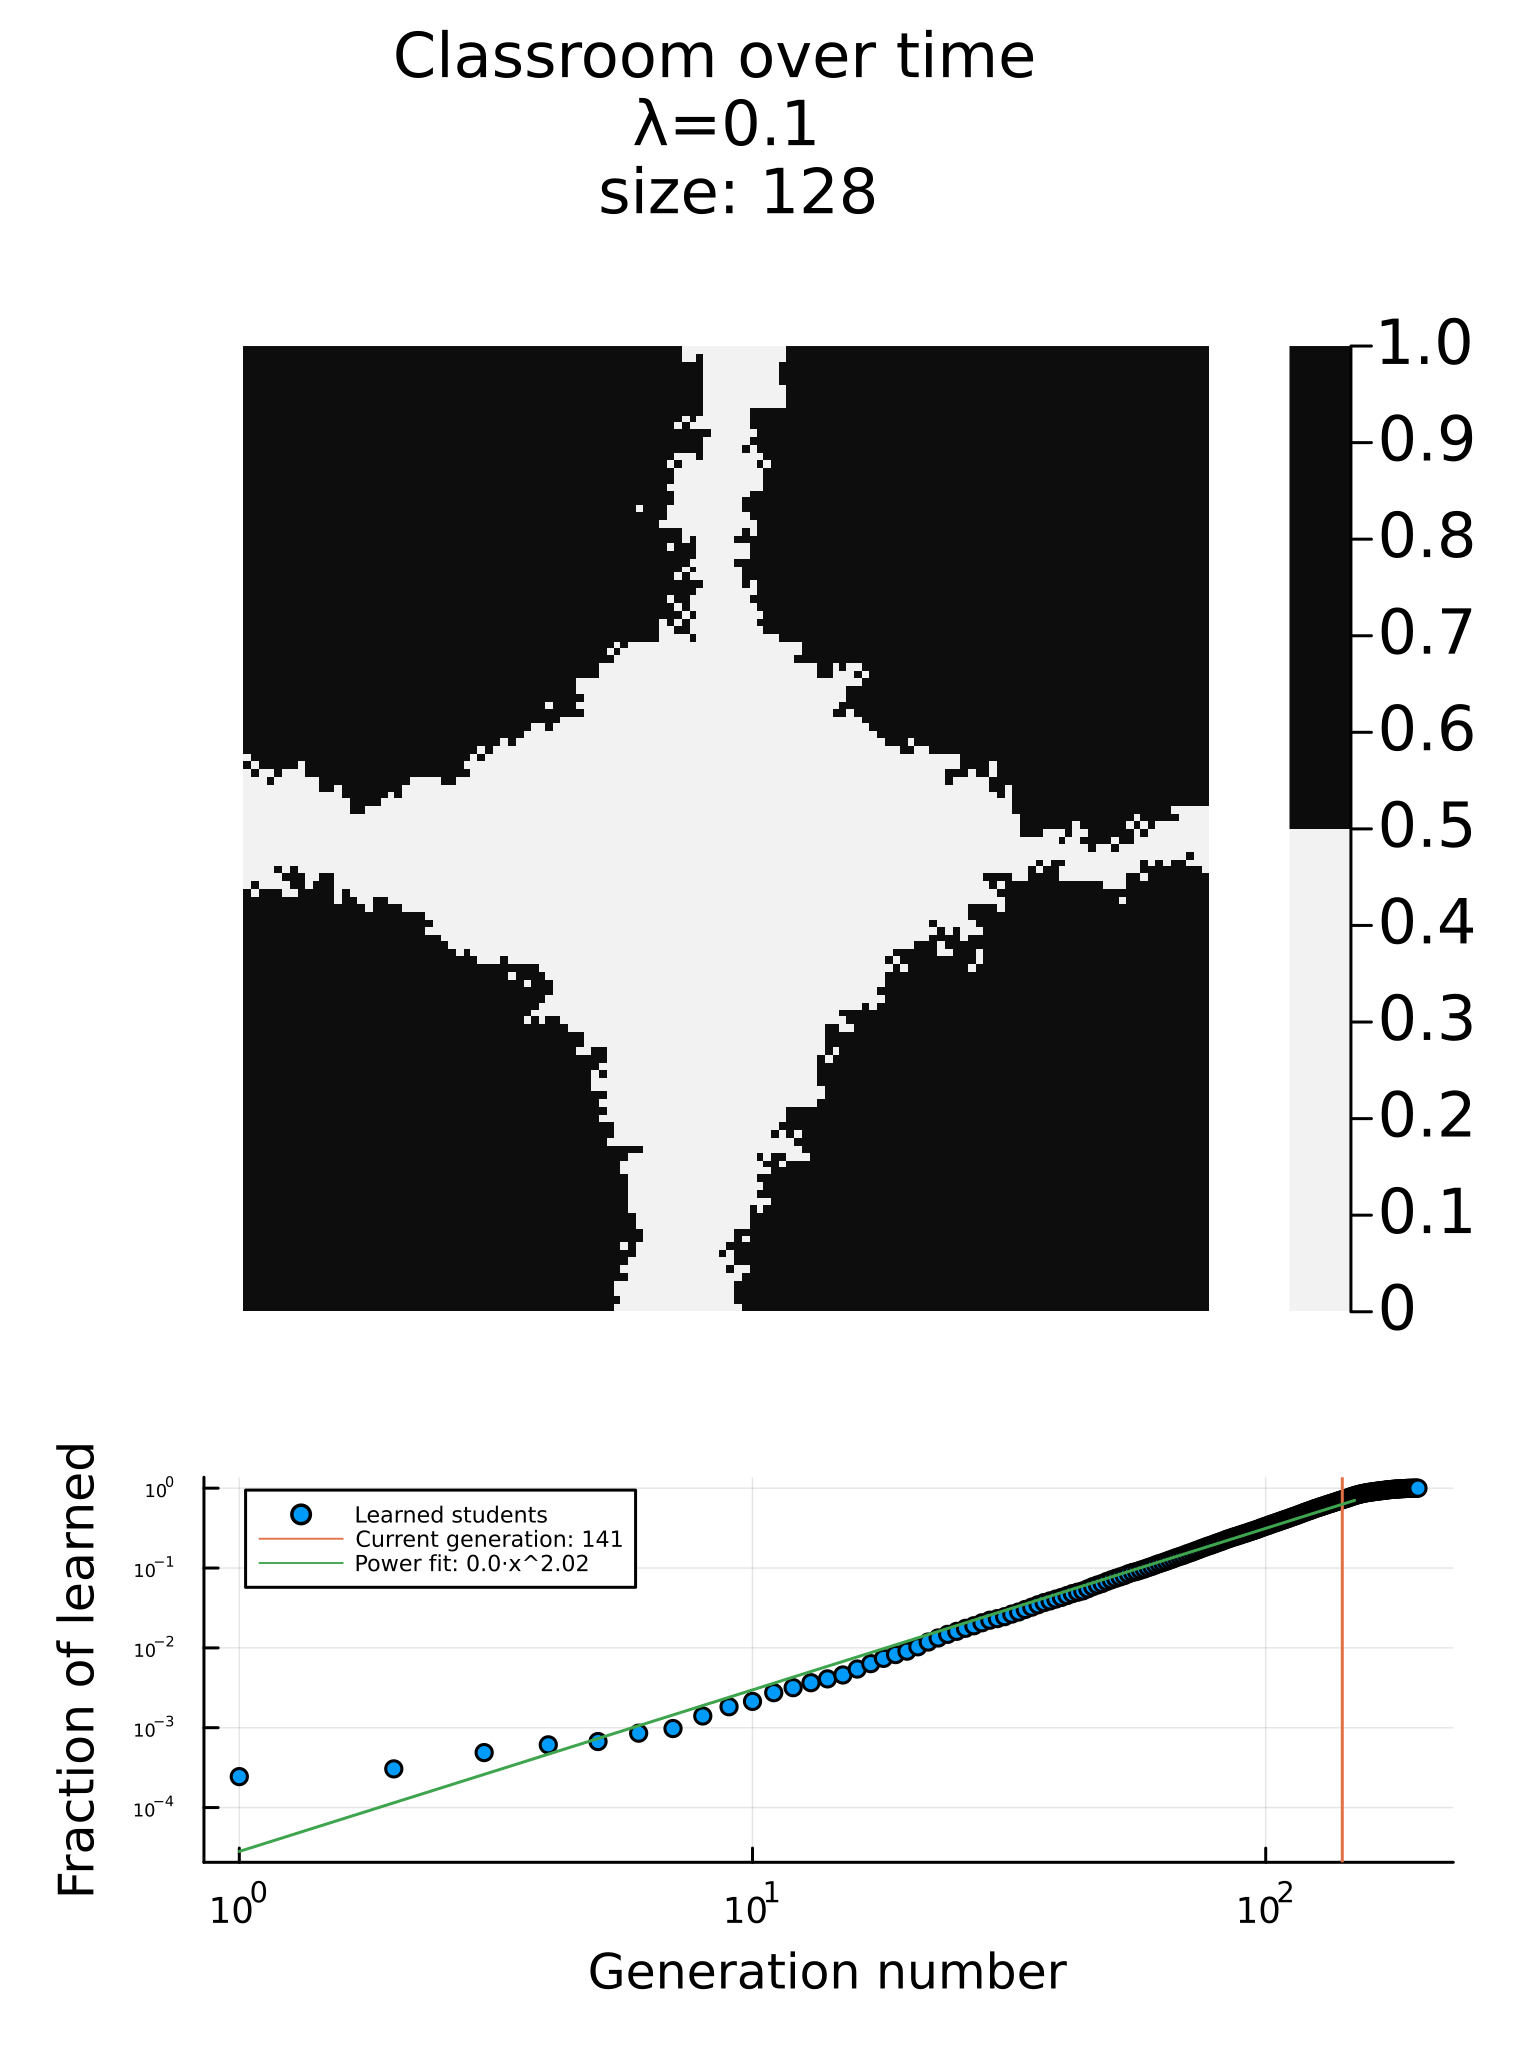 Classroom over time
λ=0.1
size: 128
1.0
0.9
0.8
0.7
0.6
0.5
0.4
0.3
0.2
0.1
0
Fraction of learned
10^0
10^-1
10^-2
10^-3
10^-4
Learned students
Current generation: 141
Power fit: 0.0·x^2.02
10^0 10^1 10^2
Generation number